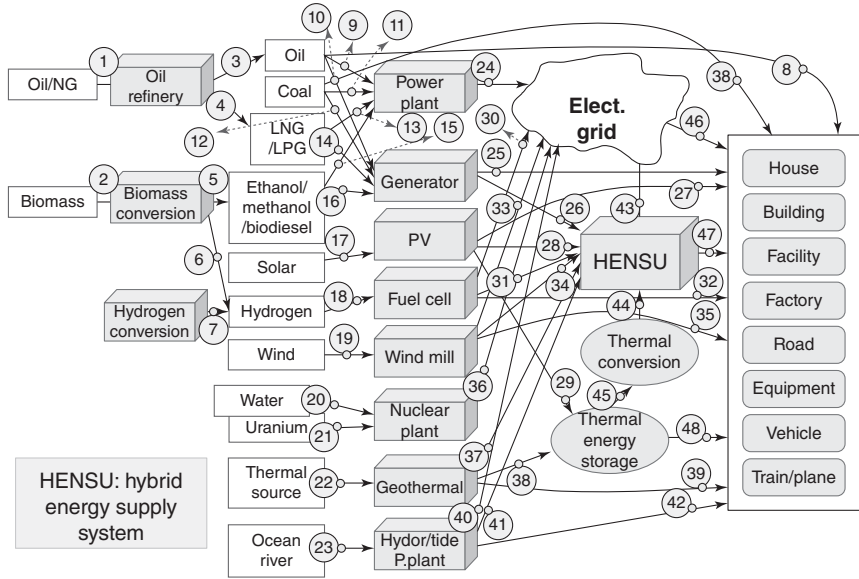 10
9
11
1
3
Oil
24
38
8
Oil/NG
Oil
refinery
Coal
Power
plant
4
Elect.
grid
12
LNG
/LPG
14
13
15
30
46
25
House
2
5
Generator
27
Biomass
Biomass
conversion
Ethanol/
methanol
/biodiesel
16
33
26
43
Building
17
PV
28
HENSU
47
Facility
6
Solar
34
18
31
32
Hydrogen
conversion
7
Hydrogen
Fuel cell
44
35
Factory
19
Wind
Wind mill
Thermal
conversion
Road
36
29
45
Equipment
Water
20
Uranium
21
Nuclear
plant
Thermal
energy
storage
48
Vehicle
37
HENSU: hybrid
energy supply
system
Thermal
source
22
Geothermal
38
39
Train/plane
40
41
42
Ocean
river
23
Hydor/tide
P.plant